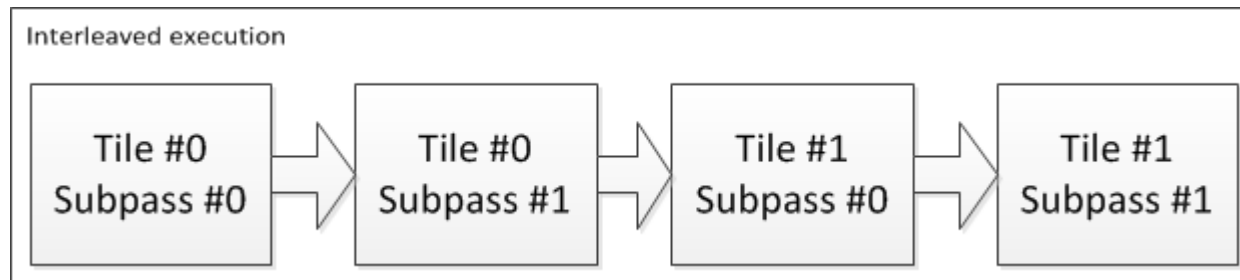 Interleaved execution
Tile #0
Subpass #0
Tile #0
Subpass #1
Tile #1
Subpass #0
Tile #1
Subpass #1